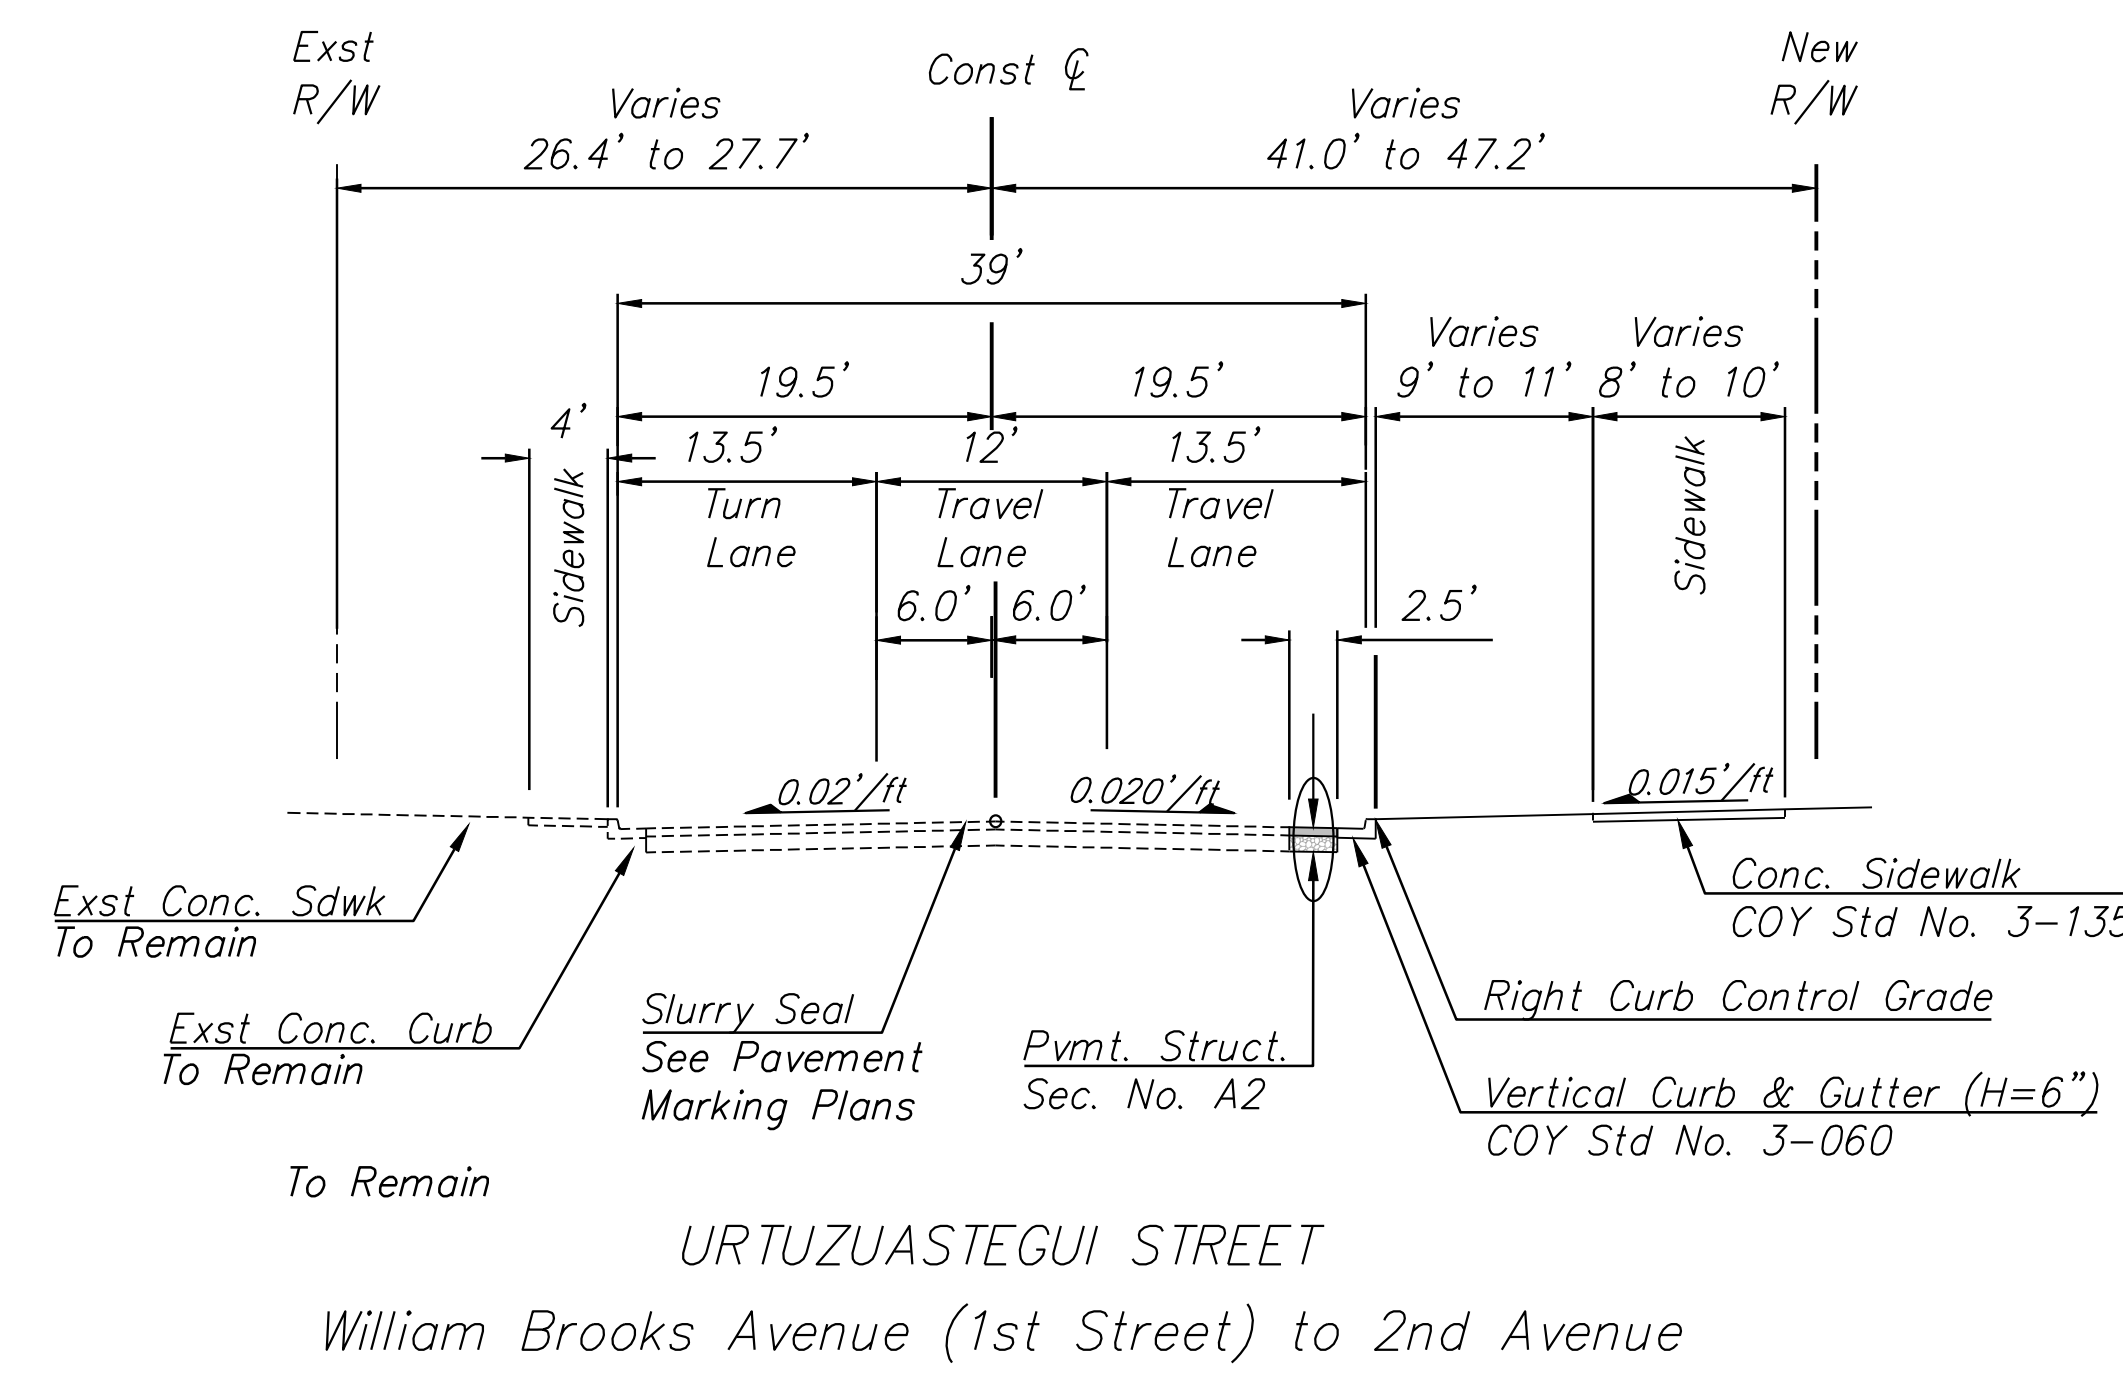 Exst
R/W
Const ℄
New
R/W
Varies
26.4' to 27.7'
Varies
41.0' to 47.2'
39'
19.5'
19.5'
Varies
9' to 11'
Varies
8' to 10'
4'
13.5'
12'
13.5'
Sidewalk
Turn
Lane
Travel
Lane
Travel
Lane
Sidewalk
6.0'
6.0'
2.5'
0.02'/ft
0.020'/ft
0.015'/ft
Exst Conc. Sdwk
To Remain
Conc. Sidewalk
COY Std No. 3-135
Exst Conc. Curb
To Remain
Slurry Seal
See Pavement
Marking Plans
Pvmt. Struct.
Sec. No. A2
Right Curb Control Grade
Vertical Curb & Gutter (H=6")
COY Std No. 3-060
To Remain
URTUZUASTEGUI STREET
William Brooks Avenue (1st Street) to 2nd Avenue